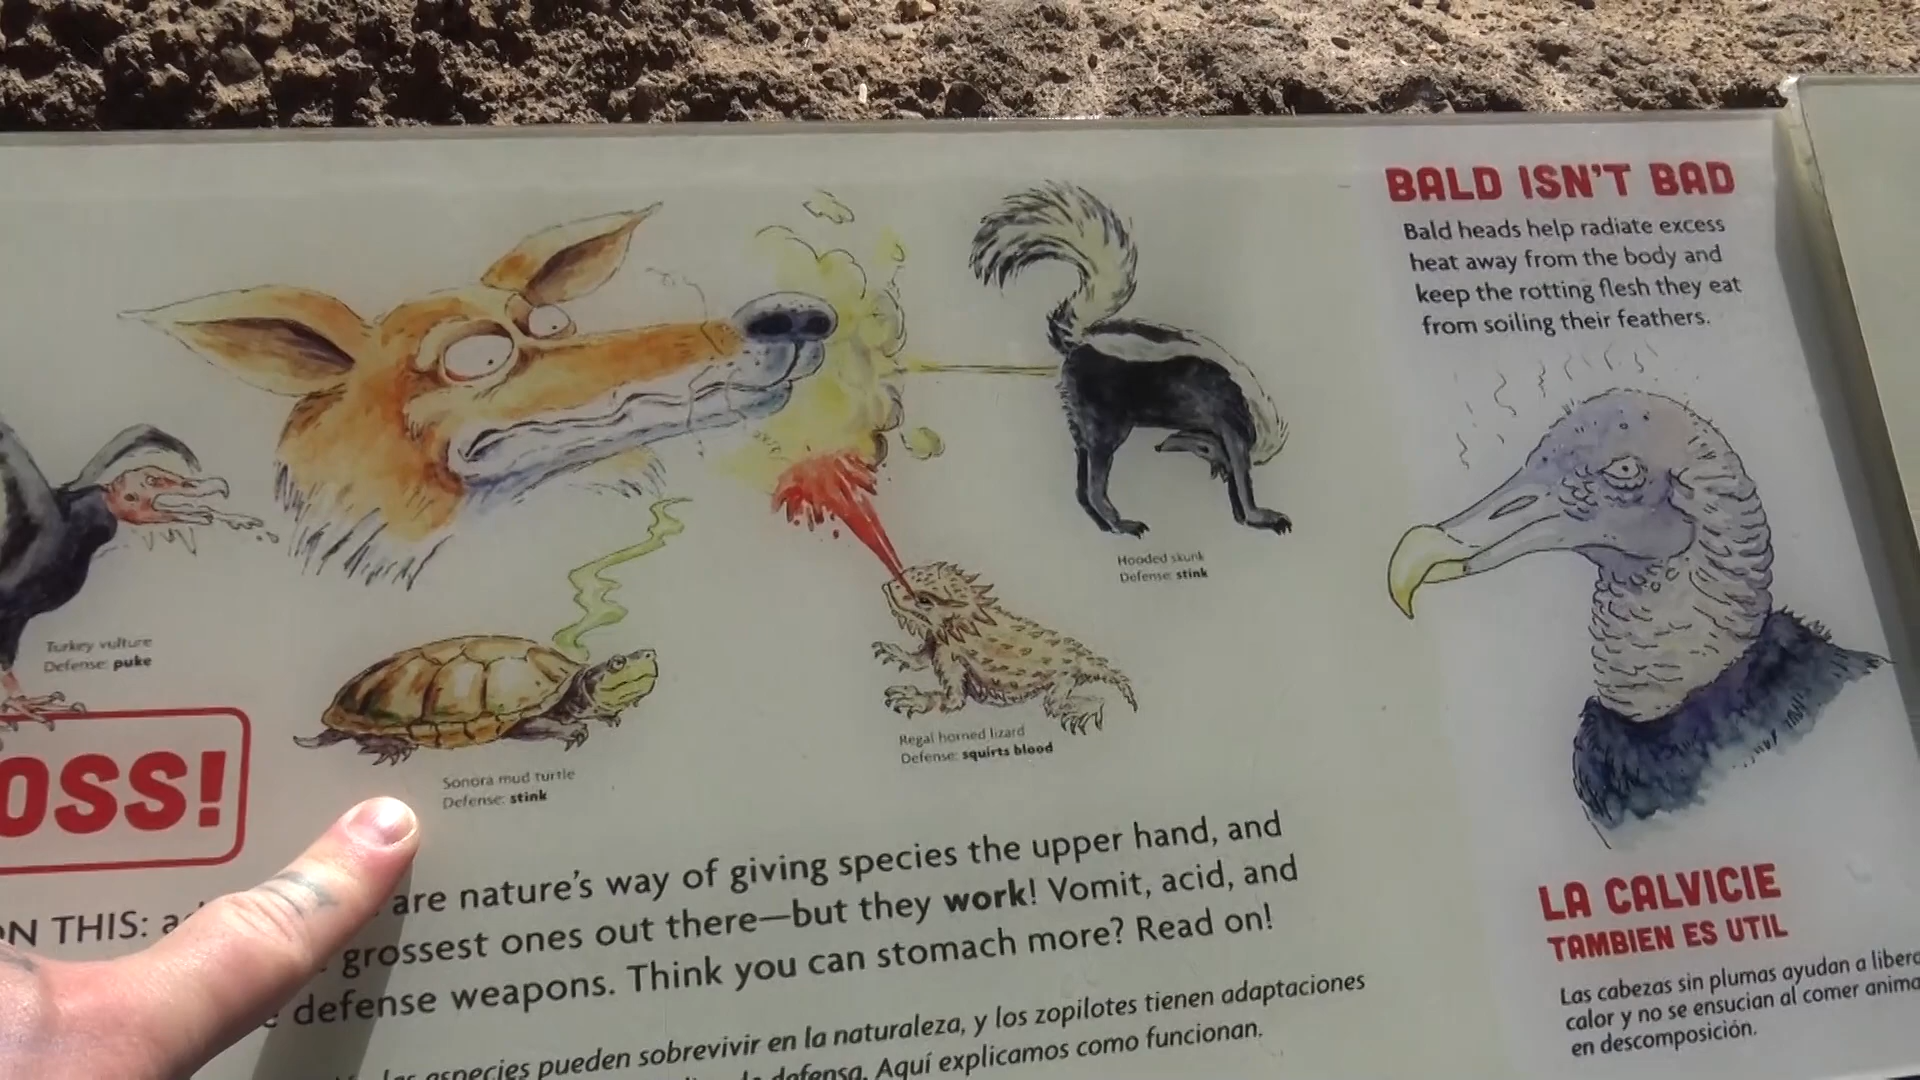 Turkey vulture
Defense: puke
Sonora mud turtle
Defense: stink
Regal horned lizard
Defense: squirts blood
Hooded skunk
Defense: stink
OSS!
N THIS: a
are nature's way of giving species the upper hand, and
grossest ones out there—but they work! Vomit, acid, and
defense weapons. Think you can stomach more? Read on!
especies pueden sobrevivir en la naturaleza, y los zopilotes tienen adaptaciones
defensa. Aquí explicamos como funcionan.
BALD ISN'T BAD
Bald heads help radiate excess
heat away from the body and
keep the rotting flesh they eat
from soiling their feathers.
LA CALVICIE
TAMBIEN ES UTIL
Las cabezas sin plumas ayudan a libera
calor y no se ensucian al comer anima
en descomposición.